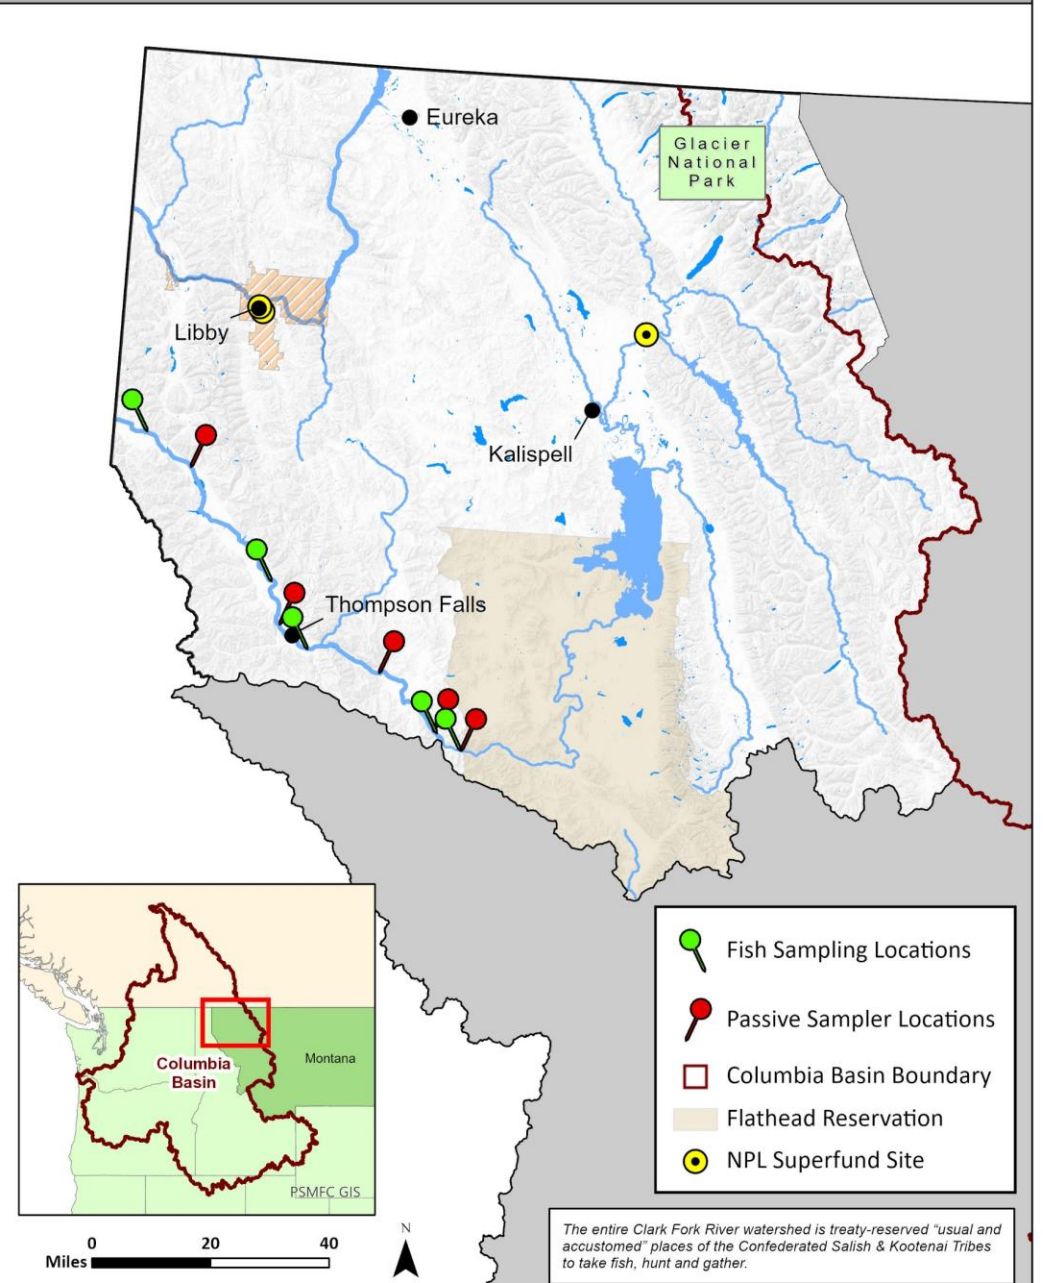 Eureka
Glacier
National
Park
Libby
Kalispell
Thompson Falls
Fish Sampling Locations
Passive Sampler Locations
Columbia Basin Boundary
Flathead Reservation
NPL Superfund Site
Columbia
Basin
Montana
PSMFC GIS
0 20 40
Miles
N
The entire Clark Fork River watershed is treaty-reserved “usual and
accustomed” places of the Confederated Salish & Kootenai Tribes
to take fish, hunt and gather.